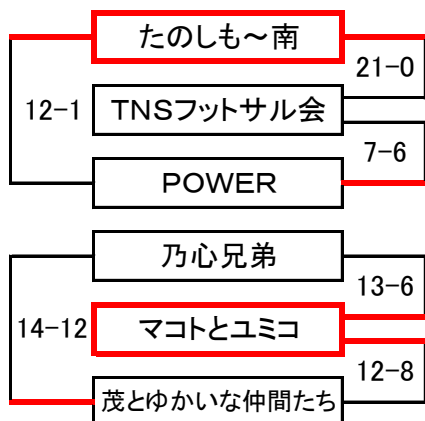 たのしも～南
21-0
12-1
TNSフットサル会
7-6
POWER
乃心兄弟
13-6
14-12
マコトとユミコ
12-8
茂とゆかいな仲間たち